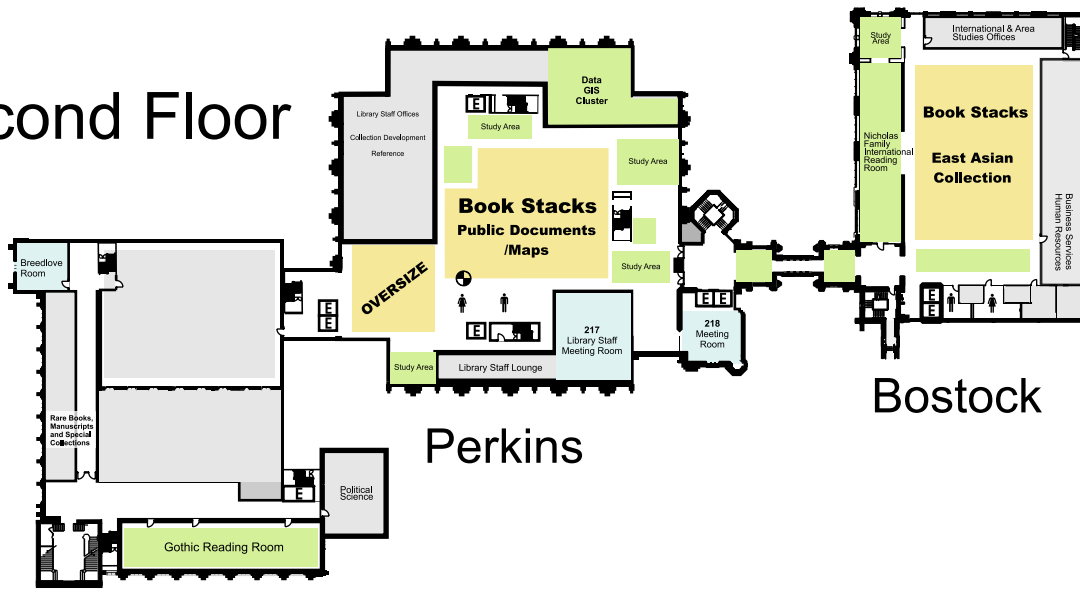 cond Floor
Library Staff Offices
Collection Development
Reference
Data
GIS
Cluster
E
Study Area
Study Area
Book Stacks
Public Documents
/Maps
OVERSIZE
Study Area
E
E
E
217
Library Staff
Meeting Room
Study Area
Library Staff Lounge
E E
218
Meeting
Room
Perkins
Breedlove
Room
Rare Books,
Manuscripts
and Special
Collections
E
Political
Science
Gothic Reading Room
Study
Area
International & Area
Studies Offices
Nicholas
Family
International
Reading
Room
Book Stacks
East Asian
Collection
Business Services
Human Resources
E
E
Bostock